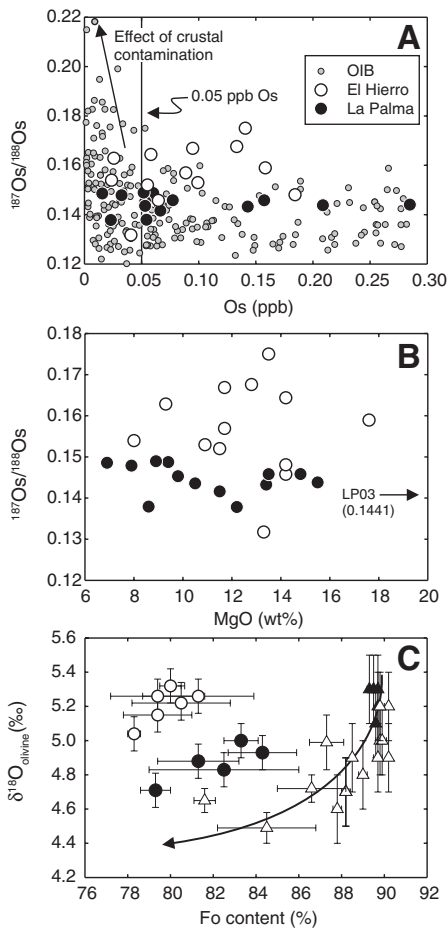 A
0.22
0.20
0.18
0.16
0.14
0.12
187Os/188Os
Effect of crustal
contamination
0.05 ppb Os
OIB
El Hierro
La Palma
0 0.05 0.10 0.15 0.20 0.25 0.30
Os (ppb)
B
0.18
0.17
0.16
0.15
0.14
0.13
0.12
187Os/188Os
LP03
(0.1441)
6 8 10 12 14 16 18 20
MgO (wt%)
C
5.6
5.4
5.2
5.0
4.8
4.6
4.4
4.2
δ18Oolivine(‰)
76 78 80 82 84 86 88 90 92
Fo content (%)